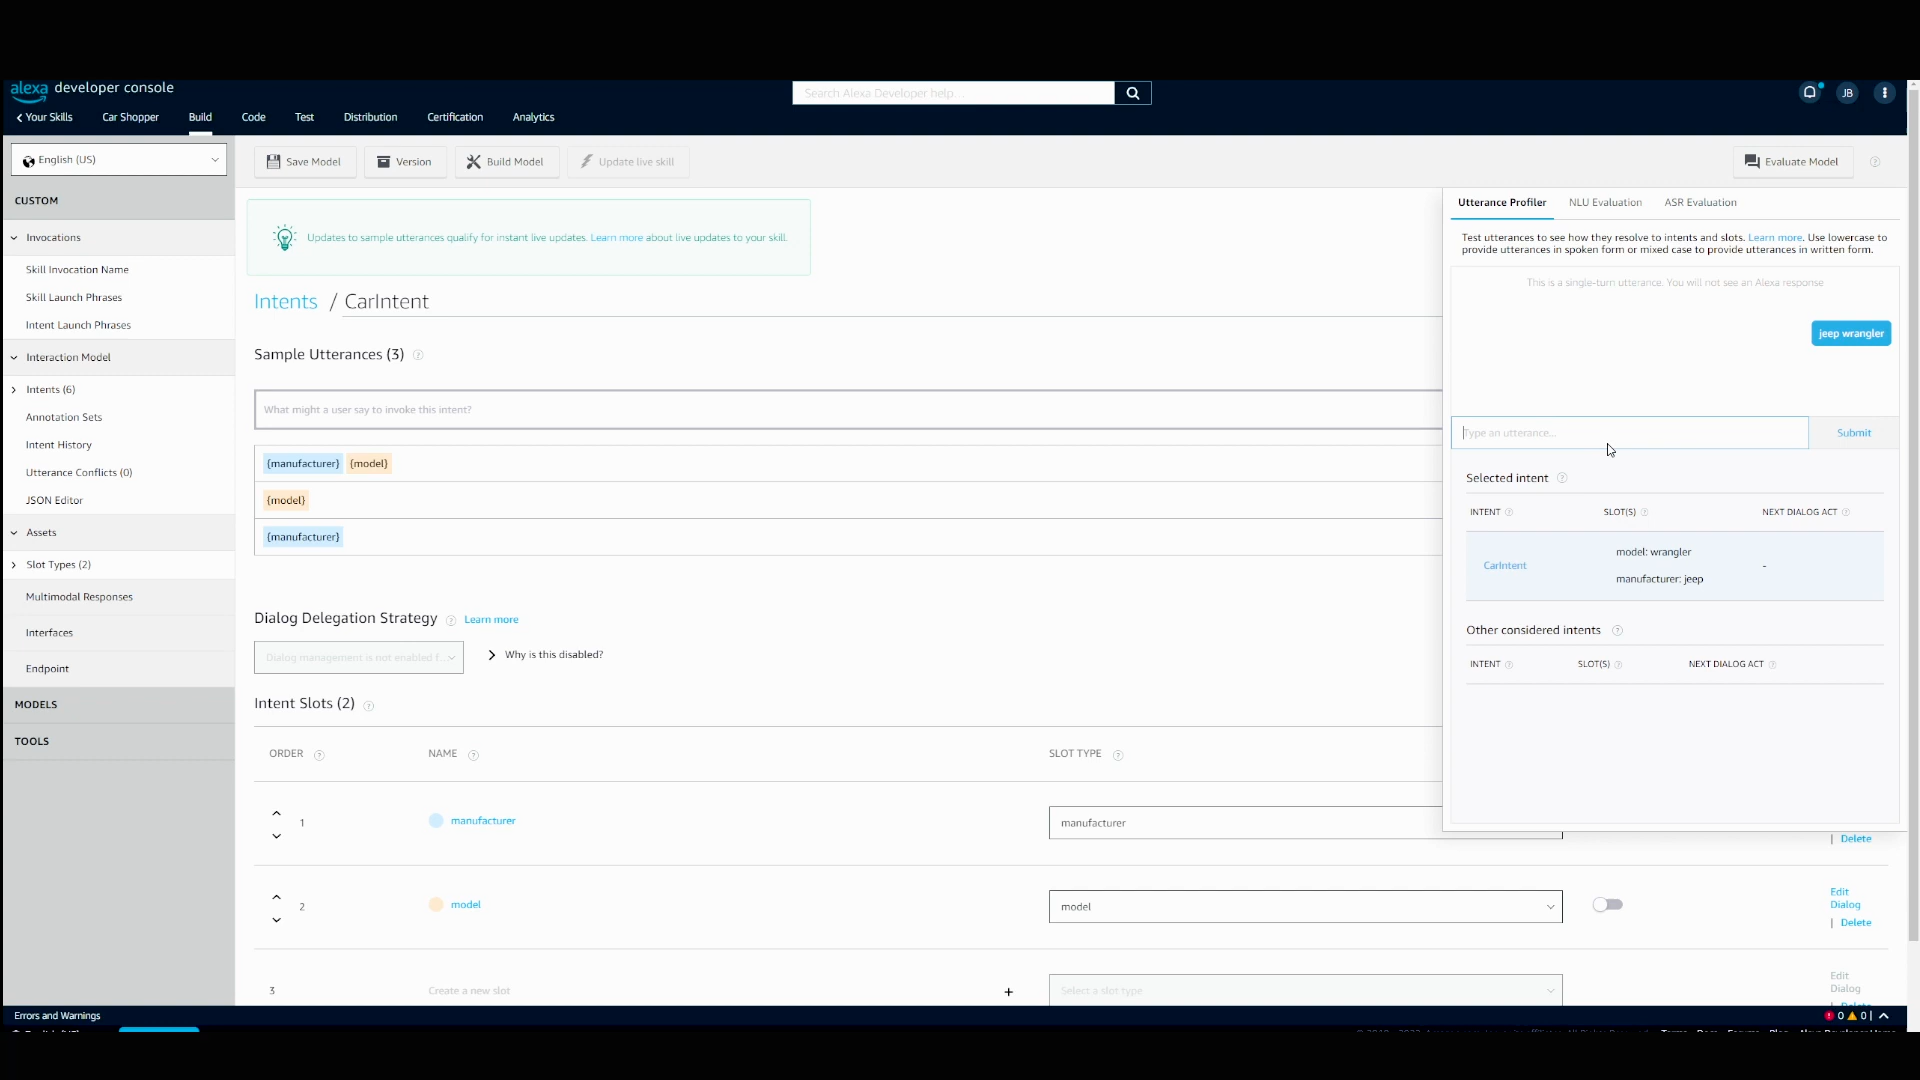 alexa developer console
Search Alexa Developer help...
JB
Your Skills
Car Shopper
Build
Code
Test
Distribution
Certification
Analytics
English (US)
Save Model
Version
Build Model
Update live skill
Evaluate Model
CUSTOM
Invocations
Skill Invocation Name
Skill Launch Phrases
Intent Launch Phrases
Interaction Model
Intents (6)
Annotation Sets
Intent History
Utterance Conflicts (0)
JSON Editor
Assets
Slot Types (2)
Multimodal Responses
Interfaces
Endpoint
MODELS
TOOLS
Updates to sample utterances qualify for instant live updates. Learn more about live updates to your skill.
Intents / CarIntent
Sample Utterances (3)
What might a user say to invoke this intent?
{manufacturer} {model}
{model}
{manufacturer}
Dialog Delegation Strategy
Learn more
Dialog management is not enabled f...
Why is this disabled?
Intent Slots (2)
ORDER
NAME
SLOT TYPE
1
manufacturer
manufacturer
Delete
2
model
model
Edit
Dialog
| Delete
3
Create a new slot
+
Select a slot type
Edit
Dialog
Utterance Profiler
NLU Evaluation
ASR Evaluation
Test utterances to see how they resolve to intents and slots. Learn more. Use lowercase to
provide utterances in spoken form or mixed case to provide utterances in written form.
This is a single-turn utterance. You will not see an Alexa response
jeep wrangler
Type an utterance...
Submit
Selected intent
INTENT
SLOT(S)
NEXT DIALOG ACT
CarIntent
model: wrangler
manufacturer: jeep
-
Other considered intents
INTENT
SLOT(S)
NEXT DIALOG ACT
Errors and Warnings
0
0